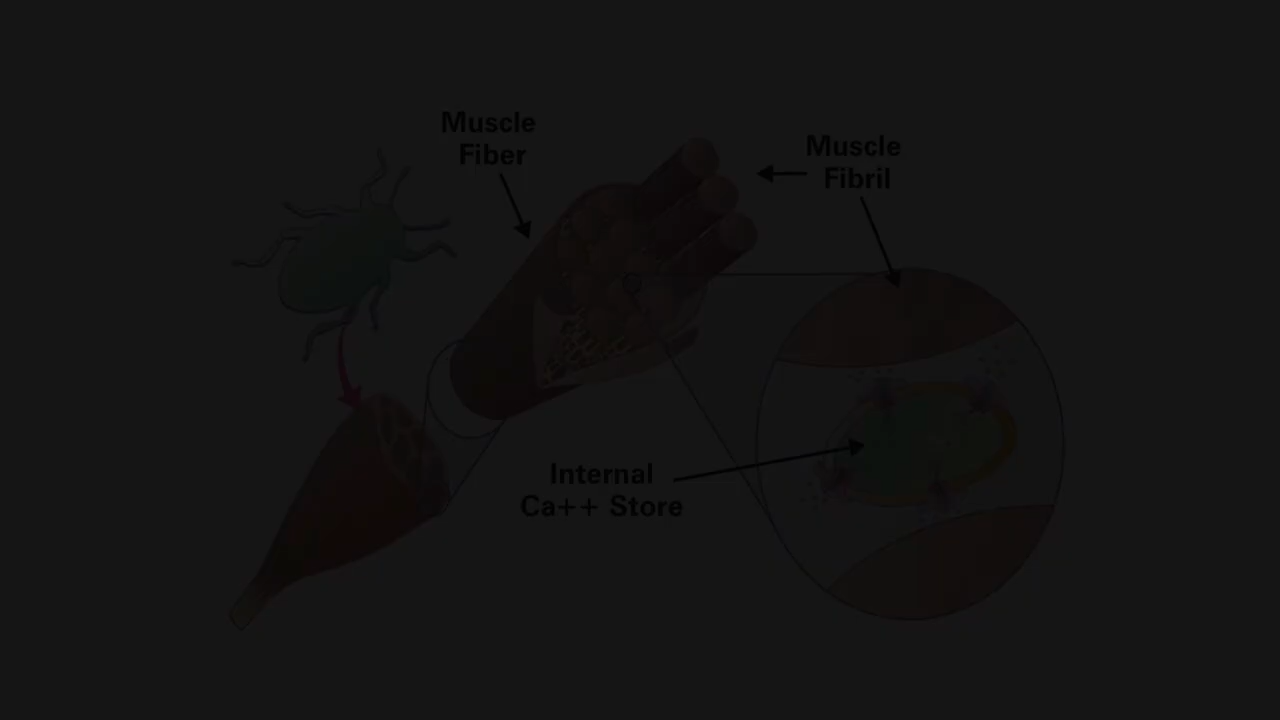 Muscle
Fiber
Muscle
Fibril
Internal
Ca++ Store